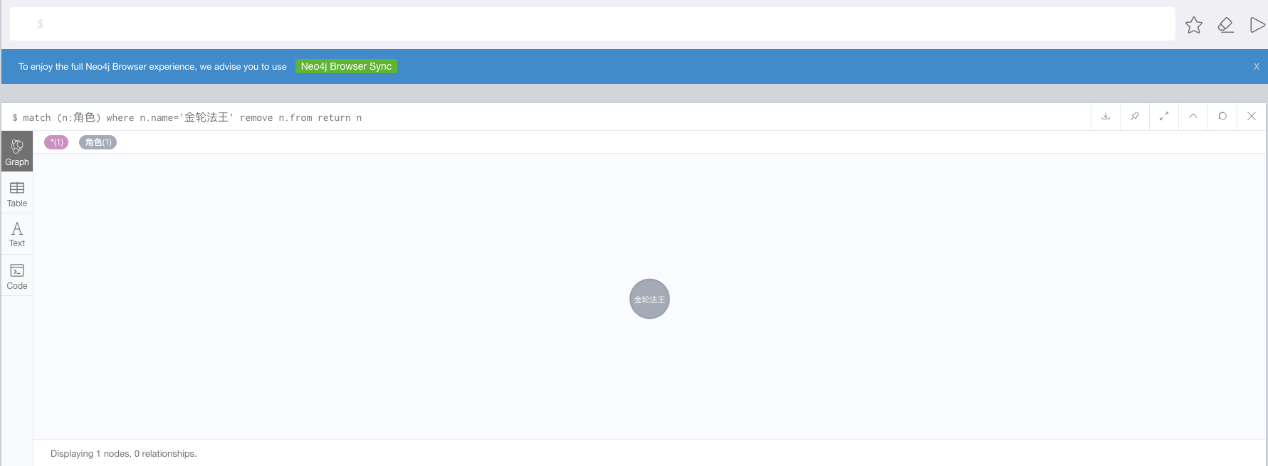 $
To enjoy the full Neo4j Browser experience, we advise you to use Neo4j Browser Sync X
$ match (n:角色) where n.name='金轮法王' remove n.from return n
*(1) 角色(1)
Graph
Table
Text
Code
金轮法王
Displaying 1 nodes, 0 relationships.